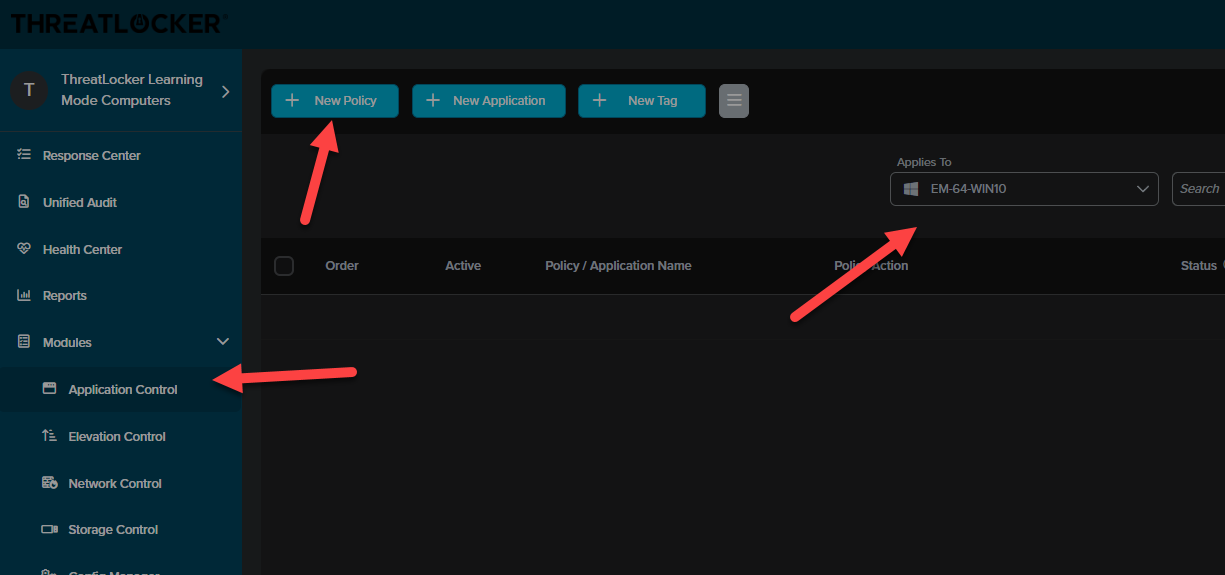 THREATLOCKER
T
ThreatLocker Learning
Mode Computers
Response Center
Unified Audit
Health Center
Reports
Modules
Application Control
Elevation Control
Network Control
Storage Control
Config Manager
New Policy
New Application
New Tag
Applies To
EM-64-WIN10
Search
Order
Active
Policy / Application Name
Policy Action
Status